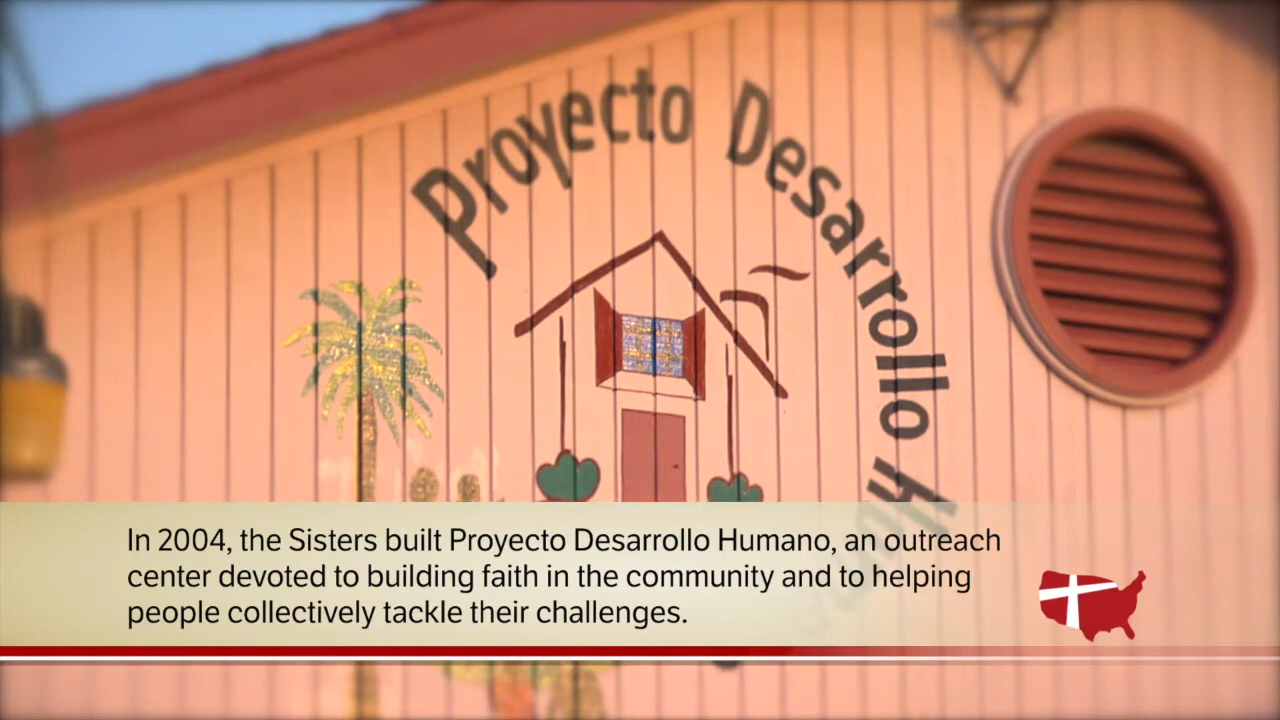 Proyecto Desarrollo H
In 2004, the Sisters built Proyecto Desarrollo Humano, an outreach
center devoted to building faith in the community and to helping
people collectively tackle their challenges.